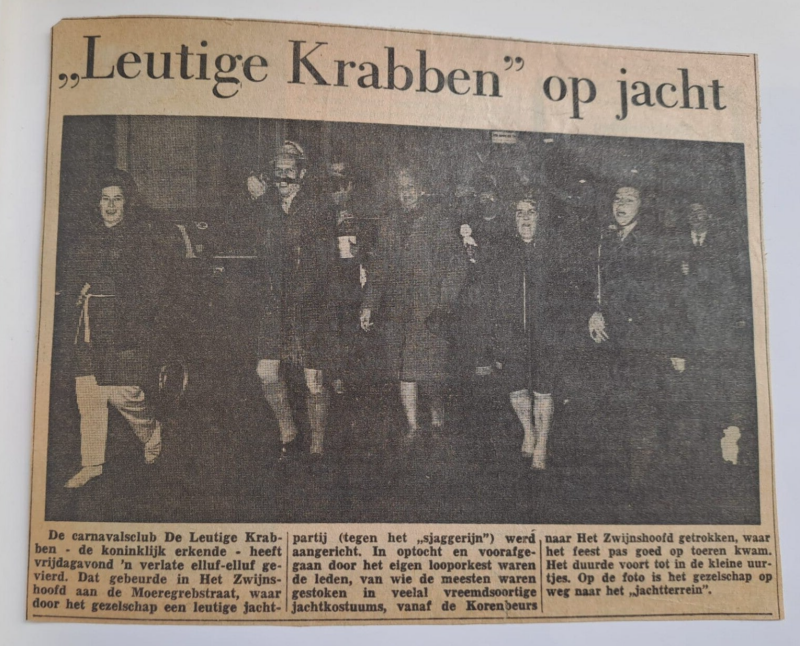 „Leutige Krabben” op jacht
De carnavalsclub De Leutige Krab-
ben - de koninklijk erkende - heeft
vrijdagavond 'n verlate elluf-elluf ge-
vierd. Dat gebeurde in Het Zwijns-
hoofd aan de Moeregrebstraat, waar
door het gezelschap een leutige jacht-
partij (tegen het „sjaggerijn”) werd
aangericht. In optocht en voorafge-
gaan door het eigen looporkest waren
de leden, van wie de meesten waren
gestoken in veelal vreemdsoortige
jachtkostuums, vanaf de Korenbeurs
naar Het Zwijnshoofd getrokken, waar
het feest pas goed op toeren kwam.
Het duurde voort tot in de kleine uur-
tjes. Op de foto is het gezelschap op
weg naar het „jachtterrein”.